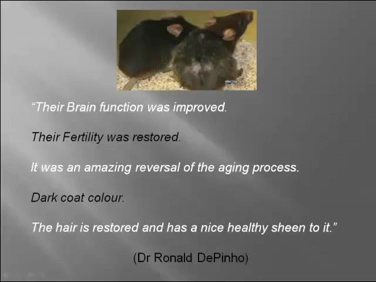 “Their Brain function was improved.
Their Fertility was restored.
It was an amazing reversal of the aging process.
Dark coat colour.
The hair is restored and has a nice healthy sheen to it.”
(Dr Ronald DePinho)